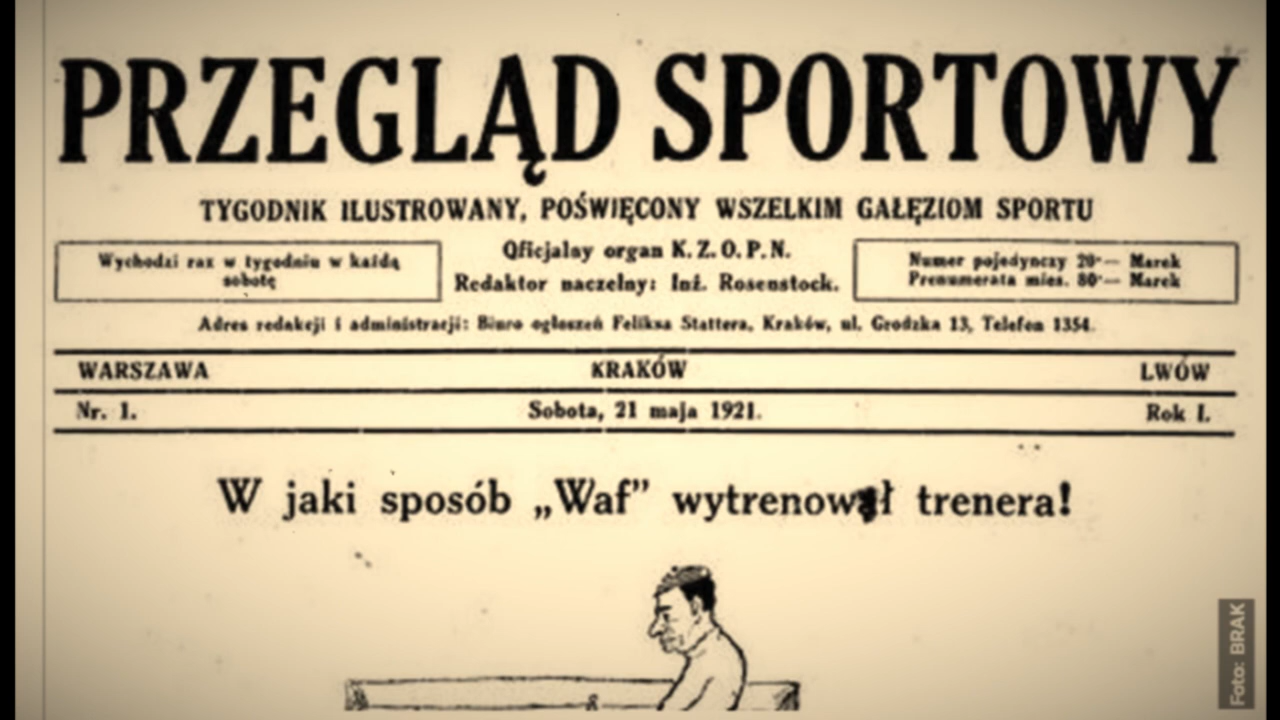 PRZEGLĄD SPORTOWY
TYGODNIK ILUSTROWANY, POŚWIĘCONY WSZELKIM GAŁĘZIOM SPORTU
Wychodzi raz w tygodniu w każdą
sobotę
Oficjalny organ K. Z. O. P. N.
Redaktor naczelny: Inż. Rosenstock.
Numer pojedynczy 20·— Marek
Prenumerata mies. 80·— Marek
Adres redakcji i administracji: Biuro ogłoszeń Feliksa Stattera, Kraków, ul. Grodzka 13, Telefon 1354.
WARSZAWA KRAKÓW LWÓW
Nr. 1. Sobota, 21 maja 1921. Rok I.
W jaki sposób „Waf” wytrenował trenera!
Foto: BRAK